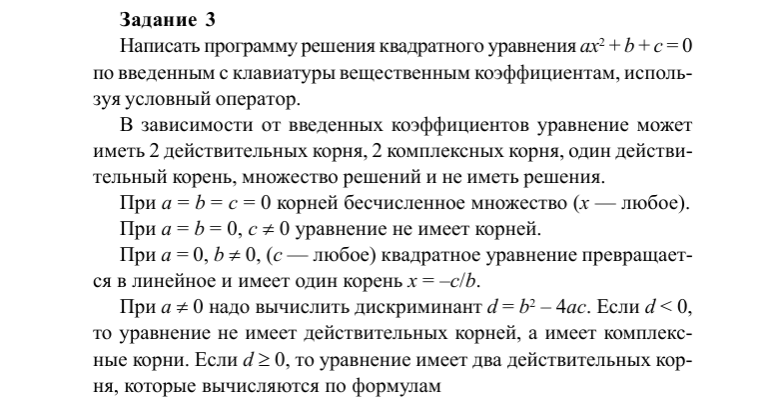 Задание 3
Написать программу решения квадратного уравнения ax² + b + c = 0
по введенным с клавиатуры вещественным коэффициентам, исполь-
зуя условный оператор.
В зависимости от введенных коэффициентов уравнение может
иметь 2 действительных корня, 2 комплексных корня, один действи-
тельный корень, множество решений и не иметь решения.
При a = b = c = 0 корней бесчисленное множество (x — любое).
При a = b = 0, c ≠ 0 уравнение не имеет корней.
При a = 0, b ≠ 0, (c — любое) квадратное уравнение превращает-
ся в линейное и имеет один корень x = –c/b.
При a ≠ 0 надо вычислить дискриминант d = b² – 4ac. Если d < 0,
то уравнение не имеет действительных корней, а имеет комплекс-
ные корни. Если d ≥ 0, то уравнение имеет два действительных кор-
ня, которые вычисляются по формулам